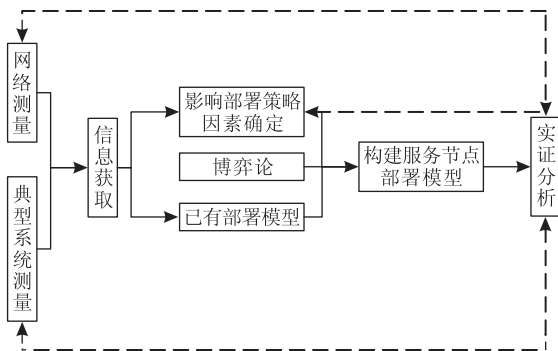 网络测量
典型系统测量
信息获取
影响部署策略
因素确定
博弈论
已有部署模型
构建服务节点
部署模型
实证分析